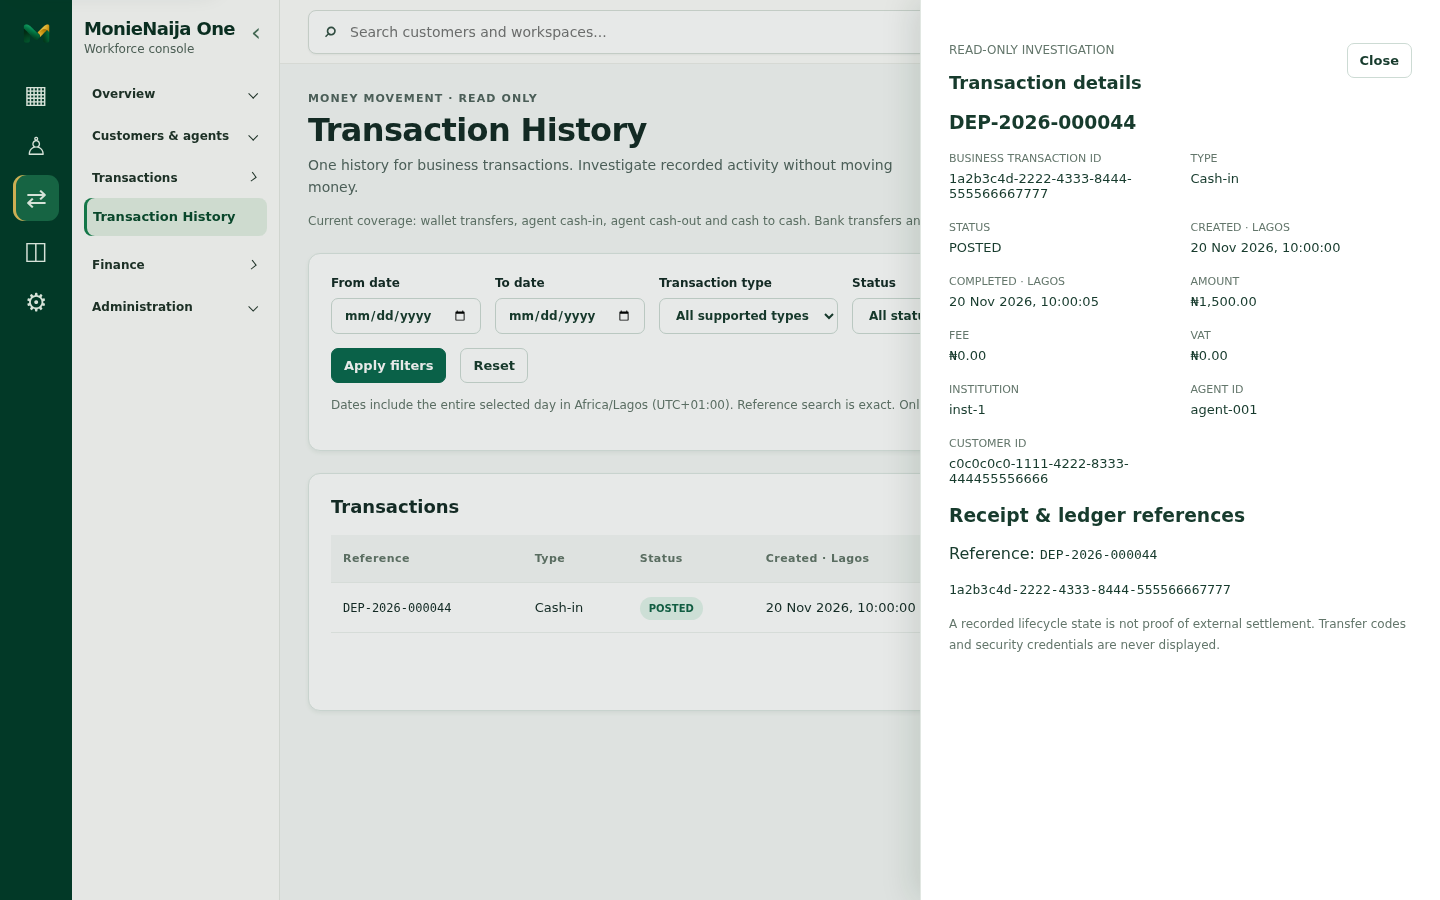 MonieNaija One
Workforce console
Overview
Customers & agents
Transactions
Transaction History
Finance
Administration
Search customers and workspaces...
MONEY MOVEMENT · READ ONLY
Transaction History
One history for business transactions. Investigate recorded activity without moving
money.
Current coverage: wallet transfers, agent cash-in, agent cash-out and cash to cash. Bank transfers an
From date
To date
Transaction type
Status
mm/dd/yyyy
mm/dd/yyyy
All supported types
All statu
Apply filters
Reset
Dates include the entire selected day in Africa/Lagos (UTC+01:00). Reference search is exact. Onl
Transactions
Reference
Type
Status
Created · Lagos
DEP-2026-000044
Cash-in
POSTED
20 Nov 2026, 10:00:00
READ-ONLY INVESTIGATION
Close
Transaction details
DEP-2026-000044
BUSINESS TRANSACTION ID
1a2b3c4d-2222-4333-8444-
555566667777
TYPE
Cash-in
STATUS
POSTED
CREATED · LAGOS
20 Nov 2026, 10:00:00
COMPLETED · LAGOS
20 Nov 2026, 10:00:05
AMOUNT
₦1,500.00
FEE
₦0.00
VAT
₦0.00
INSTITUTION
inst-1
AGENT ID
agent-001
CUSTOMER ID
c0c0c0c0-1111-4222-8333-
444455556666
Receipt & ledger references
Reference: DEP-2026-000044
1a2b3c4d-2222-4333-8444-555566667777
A recorded lifecycle state is not proof of external settlement. Transfer codes
and security credentials are never displayed.